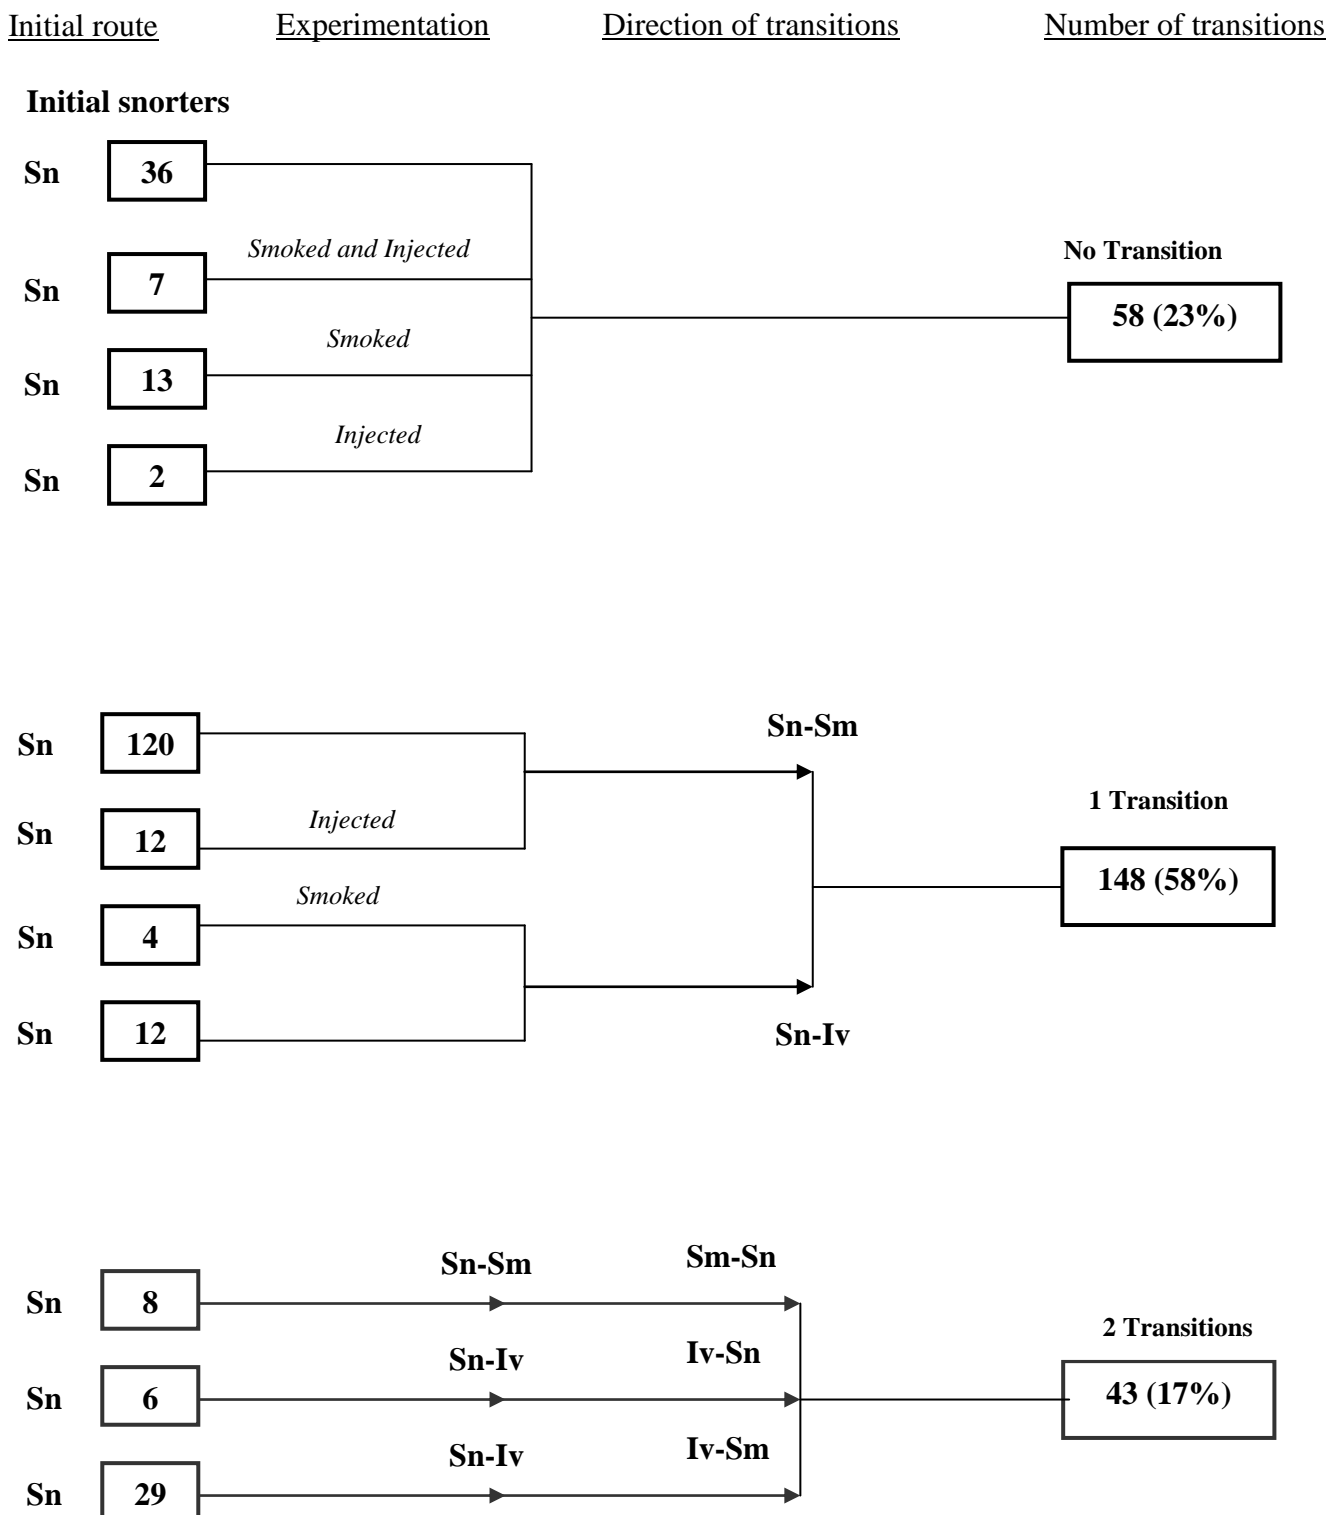 Initial route Experimentation Direction of transitions Number of transitions
Initial snorters
Sn 36
Smoked and Injected
No Transition
Sn 7
58 (23%)
Smoked
Sn 13
Injected
Sn 2
Sn-Sm
Sn 120
1 Transition
Injected
Sn 12
148 (58%)
Smoked
Sn 4
Sn 12
Sn-Iv
Sn-Sm Sm-Sn
Sn 8
2 Transitions
Sn-Iv Iv-Sn
Sn 6
43 (17%)
Sn-Iv Iv-Sm
Sn 29